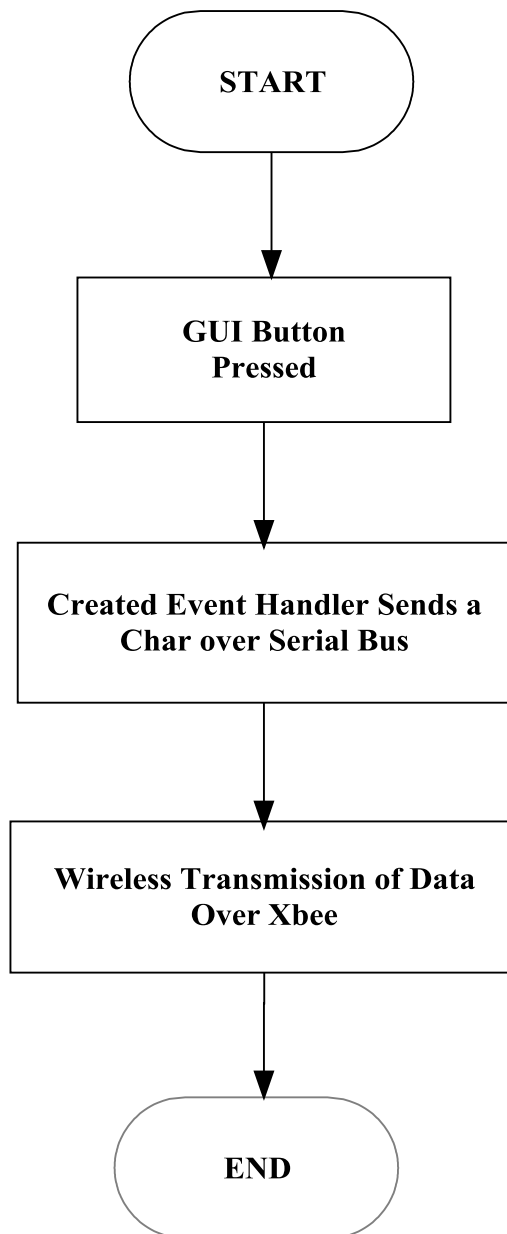 START
GUI Button
Pressed
Created Event Handler Sends a
Char over Serial Bus
Wireless Transmission of Data
Over Xbee
END